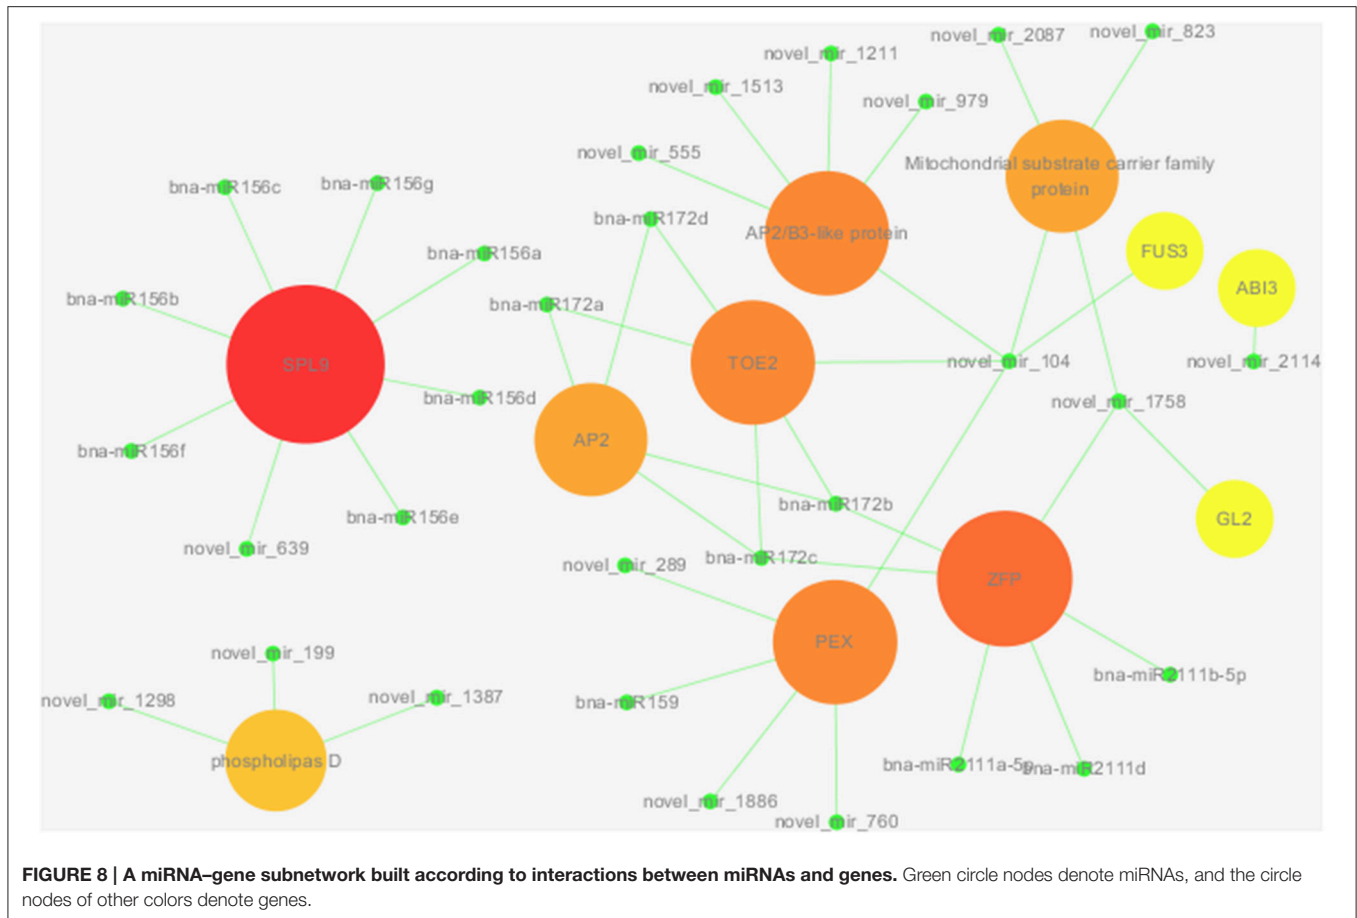 novel_mir_2087
novel_mir_823
novel_mir_1211
novel_mir_1513
novel_mir_979
novel_mir_555
Mitochondrial substrate carrier family
protein
bna-miR156c
bna-miR156g
bna-miR172d
AP2/B3-like protein
FUS3
bna-miR156a
ABI3
bna-miR156b
bna-miR172a
SPL9
TOE2
novel_mir_104
novel_mir_2114
bna-miR156d
novel_mir_1758
AP2
bna-miR156f
bna-miR172b
bna-miR156e
GL2
novel_mir_639
bna-miR172c
novel_mir_289
ZFP
PEX
novel_mir_199
bna-miR2111b-5p
novel_mir_1298
novel_mir_1387
bna-miR159
phospholipas D
bna-miR2111a-5p
bna-miR2111d
novel_mir_1886
novel_mir_760
FIGURE 8 | A miRNA–gene subnetwork built according to interactions between miRNAs and genes. Green circle nodes denote miRNAs, and the circle
nodes of other colors denote genes.